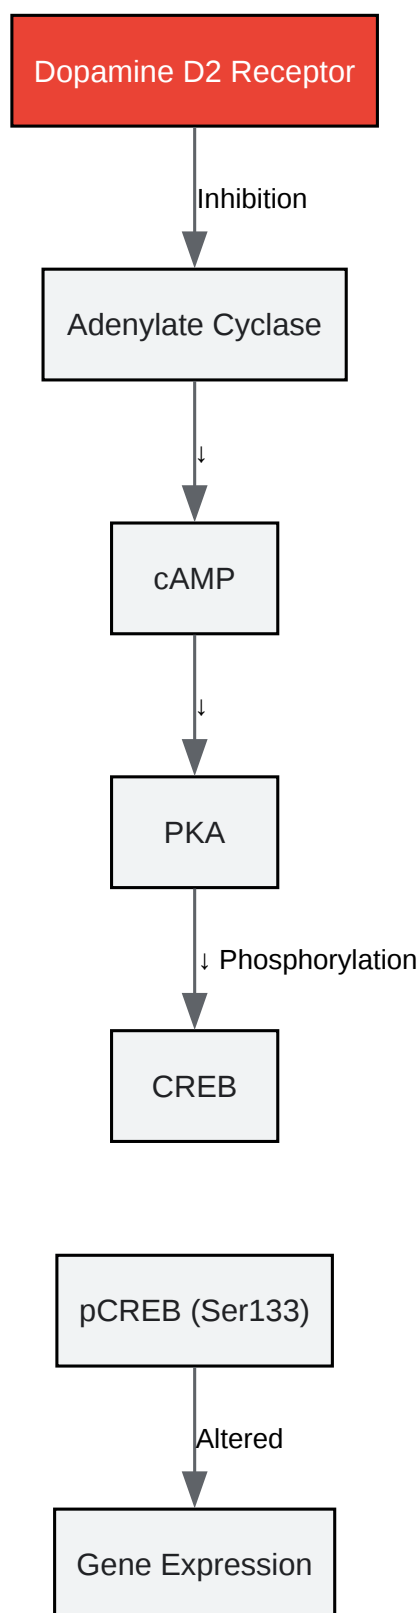 Dopamine D2 Receptor
Inhibition
Adenylate Cyclase
↓
cAMP
↓
PKA
↓ Phosphorylation
CREB
pCREB (Ser133)
Altered
Gene Expression